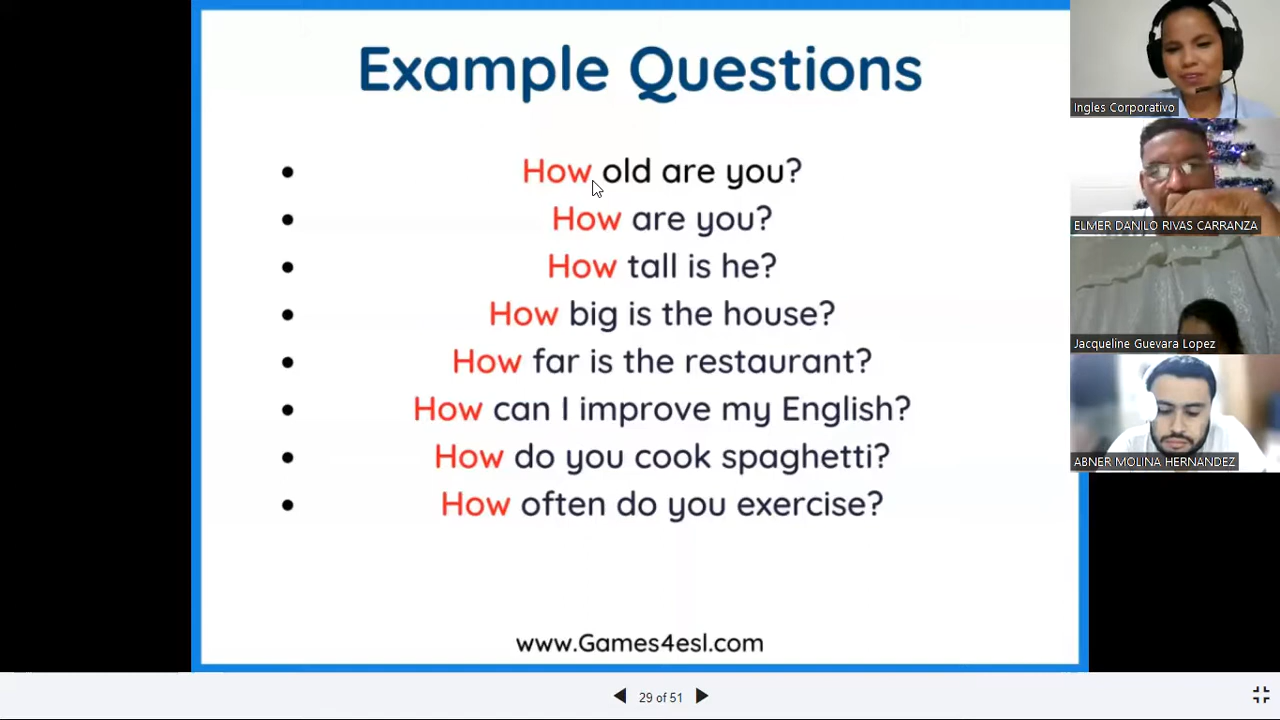 Example Questions
How old are you?
How are you?
How tall is he?
How big is the house?
How far is the restaurant?
How can I improve my English?
How do you cook spaghetti?
How often do you exercise?
www.Games4esl.com
29 of 51
Ingles Corporativo
ELMER DANILO RIVAS CARRANZA
Jacqueline Guevara Lopez
ABNER MOLINA HERNANDEZ